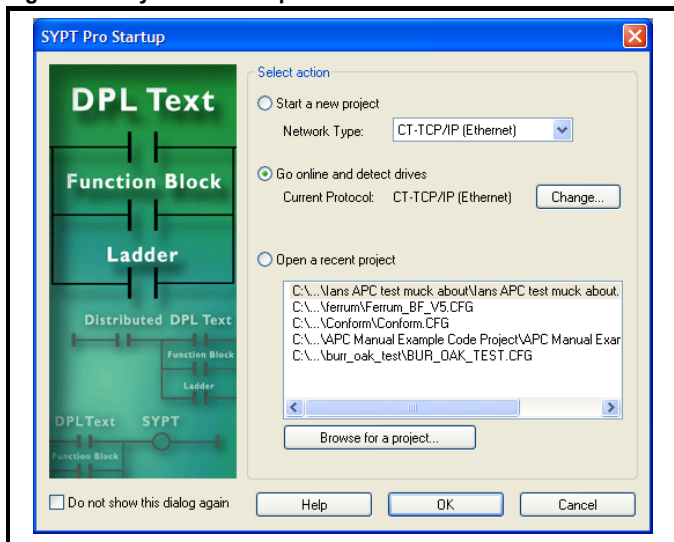 SYPT Pro Startup
DPL Text
Function Block
Ladder
Distributed DPL Text
Function Block
Ladder
DPLText SYPT
Function Block
Select action
Start a new project
Network Type: CT-TCP/IP (Ethernet)
Go online and detect drives
Current Protocol: CT-TCP/IP (Ethernet) Change...
Open a recent project
C:\...\Ians APC test muck about\Ians APC test muck about.
C:\...\ferrum\Ferrum_BF_V5.CFG
C:\...\Conform\Conform.CFG
C:\...\APC Manual Example Code Project\APC Manual Exar
C:\...\burr_oak_test\BUR_OAK_TEST.CFG
Browse for a project...
Do not show this dialog again
Help OK Cancel